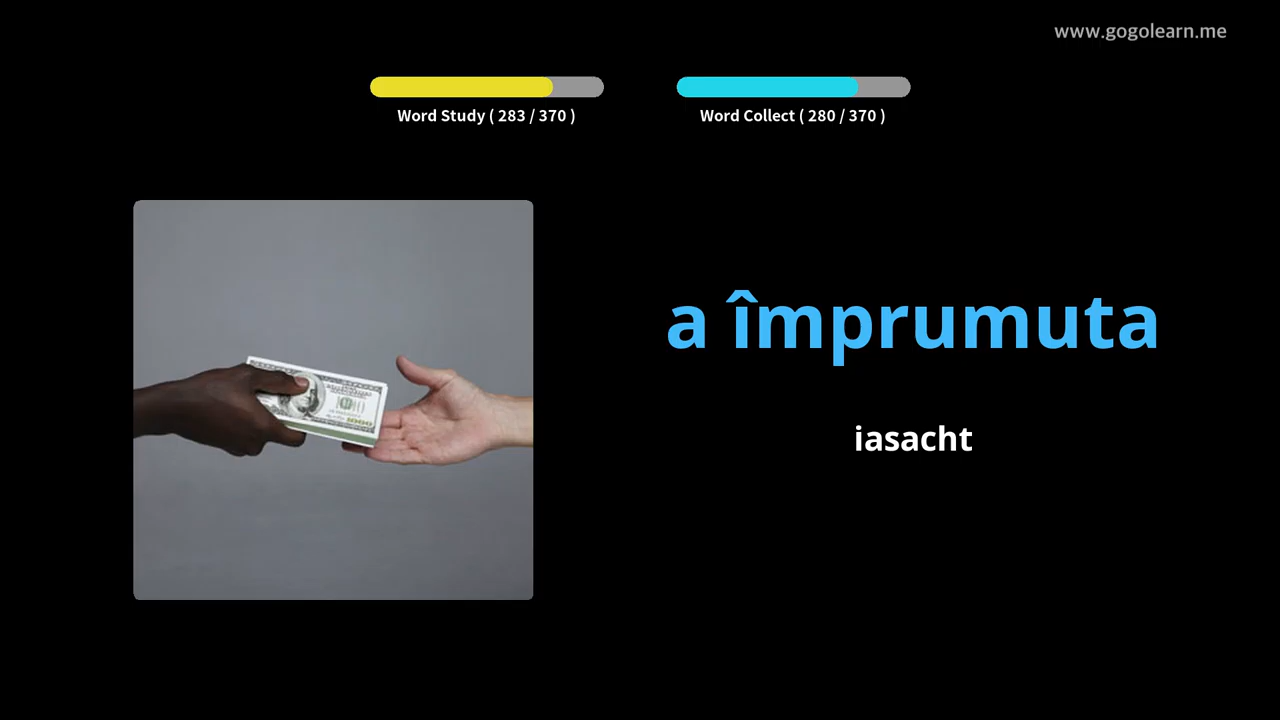 www.gogolearn.me
Word Study ( 283 / 370 )
Word Collect ( 280 / 370 )
a împrumuta
iasacht